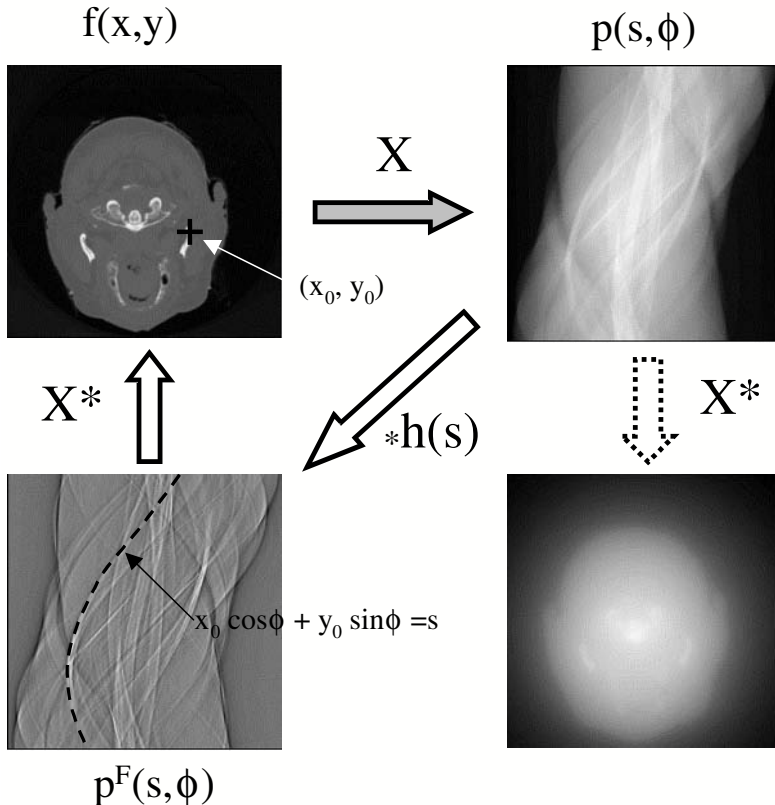 f(x,y)
p(s,ϕ)
X
(x₀, y₀)
X*
*h(s)
X*
x₀ cosϕ + y₀ sinϕ =s
pᶠ(s,ϕ)